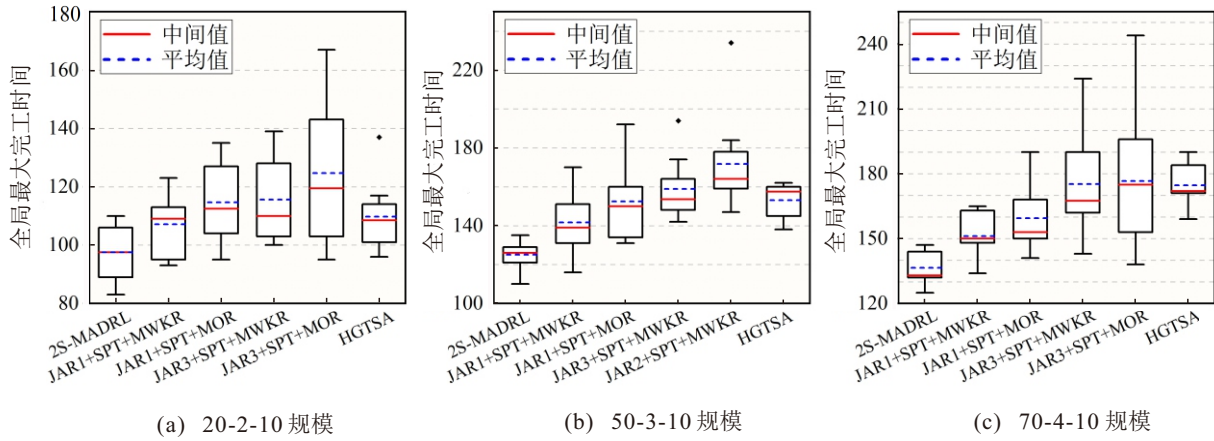 180
160
140
120
100
80
全局最大完工时间
中间值
平均值
2S-MADRL
JAR1+SPT+MWKR
JAR1+SPT+MOR
JAR3+SPT+MWKR
JAR3+SPT+MOR
HGTSA
(a) 20-2-10 规模
220
180
140
100
全局最大完工时间
中间值
平均值
2S-MADRL
JAR1+SPT+MWKR
JAR1+SPT+MOR
JAR3+SPT+MWKR
JAR2+SPT+MWKR
HGTSA
(b) 50-3-10 规模
240
210
180
150
120
全局最大完工时间
中间值
平均值
2S-MADRL
JAR1+SPT+MWKR
JAR1+SPT+MOR
JAR3+SPT+MWKR
JAR3+SPT+MOR
HGTSA
(c) 70-4-10 规模